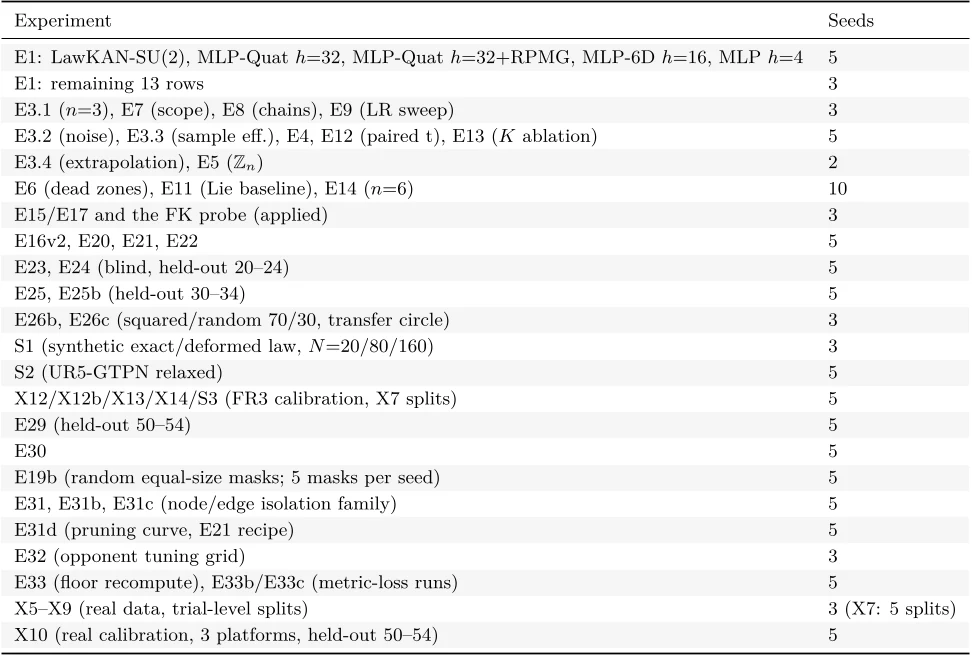 Experiment Seeds
E1: LawKAN-SU(2), MLP-Quat h=32, MLP-Quat h=32+RPMG, MLP-6D h=16, MLP h=4 5
E1: remaining 13 rows 3
E3.1 (n=3), E7 (scope), E8 (chains), E9 (LR sweep) 3
E3.2 (noise), E3.3 (sample eff.), E4, E12 (paired t), E13 (K ablation) 5
E3.4 (extrapolation), E5 (ℤₙ) 2
E6 (dead zones), E11 (Lie baseline), E14 (n=6) 10
E15/E17 and the FK probe (applied) 3
E16v2, E20, E21, E22 5
E23, E24 (blind, held-out 20–24) 5
E25, E25b (held-out 30–34) 5
E26b, E26c (squared/random 70/30, transfer circle) 3
S1 (synthetic exact/deformed law, N=20/80/160) 3
S2 (UR5-GTPN relaxed) 5
X12/X12b/X13/X14/S3 (FR3 calibration, X7 splits) 5
E29 (held-out 50–54) 5
E30 5
E19b (random equal-size masks; 5 masks per seed) 5
E31, E31b, E31c (node/edge isolation family) 5
E31d (pruning curve, E21 recipe) 5
E32 (opponent tuning grid) 3
E33 (floor recompute), E33b/E33c (metric-loss runs) 5
X5–X9 (real data, trial-level splits) 3 (X7: 5 splits)
X10 (real calibration, 3 platforms, held-out 50–54) 5